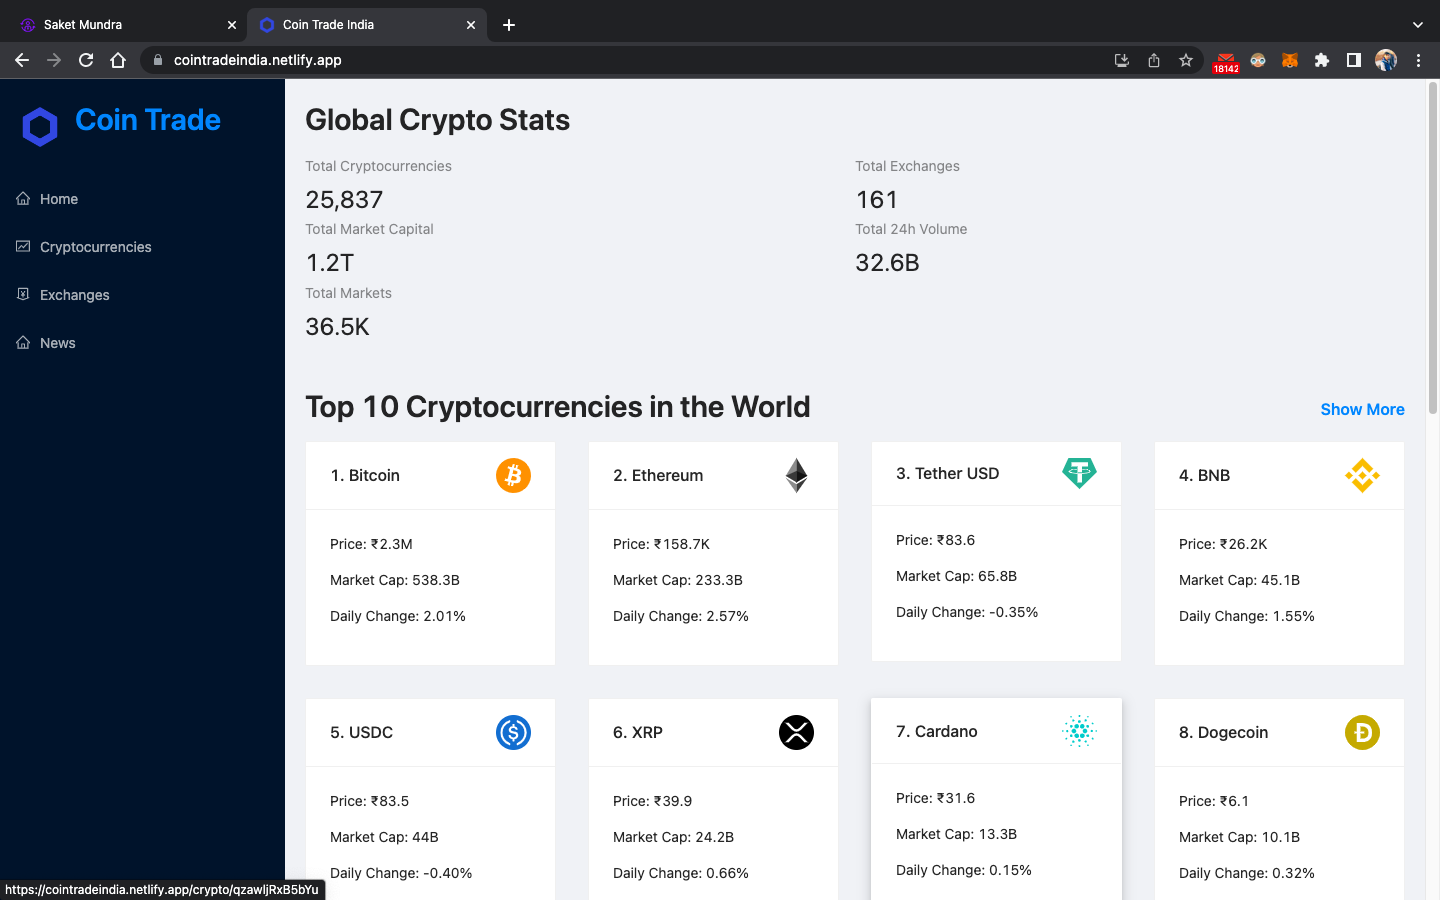 Saket Mundra
Coin Trade India
cointradeindia.netlify.app
18142
Coin Trade
Home
Cryptocurrencies
Exchanges
News
Global Crypto Stats
Total Cryptocurrencies
25,837
Total Exchanges
161
Total Market Capital
1.2T
Total 24h Volume
32.6B
Total Markets
36.5K
Top 10 Cryptocurrencies in the World
Show More
1. Bitcoin
Price: ₹2.3M
Market Cap: 538.3B
Daily Change: 2.01%
2. Ethereum
Price: ₹158.7K
Market Cap: 233.3B
Daily Change: 2.57%
3. Tether USD
Price: ₹83.6
Market Cap: 65.8B
Daily Change: -0.35%
4. BNB
Price: ₹26.2K
Market Cap: 45.1B
Daily Change: 1.55%
5. USDC
Price: ₹83.5
Market Cap: 44B
Daily Change: -0.40%
6. XRP
Price: ₹39.9
Market Cap: 24.2B
Daily Change: 0.66%
7. Cardano
Price: ₹31.6
Market Cap: 13.3B
Daily Change: 0.15%
8. Dogecoin
Price: ₹6.1
Market Cap: 10.1B
Daily Change: 0.32%
https://cointradeindia.netlify.app/crypto/qzawljRxB5bYu